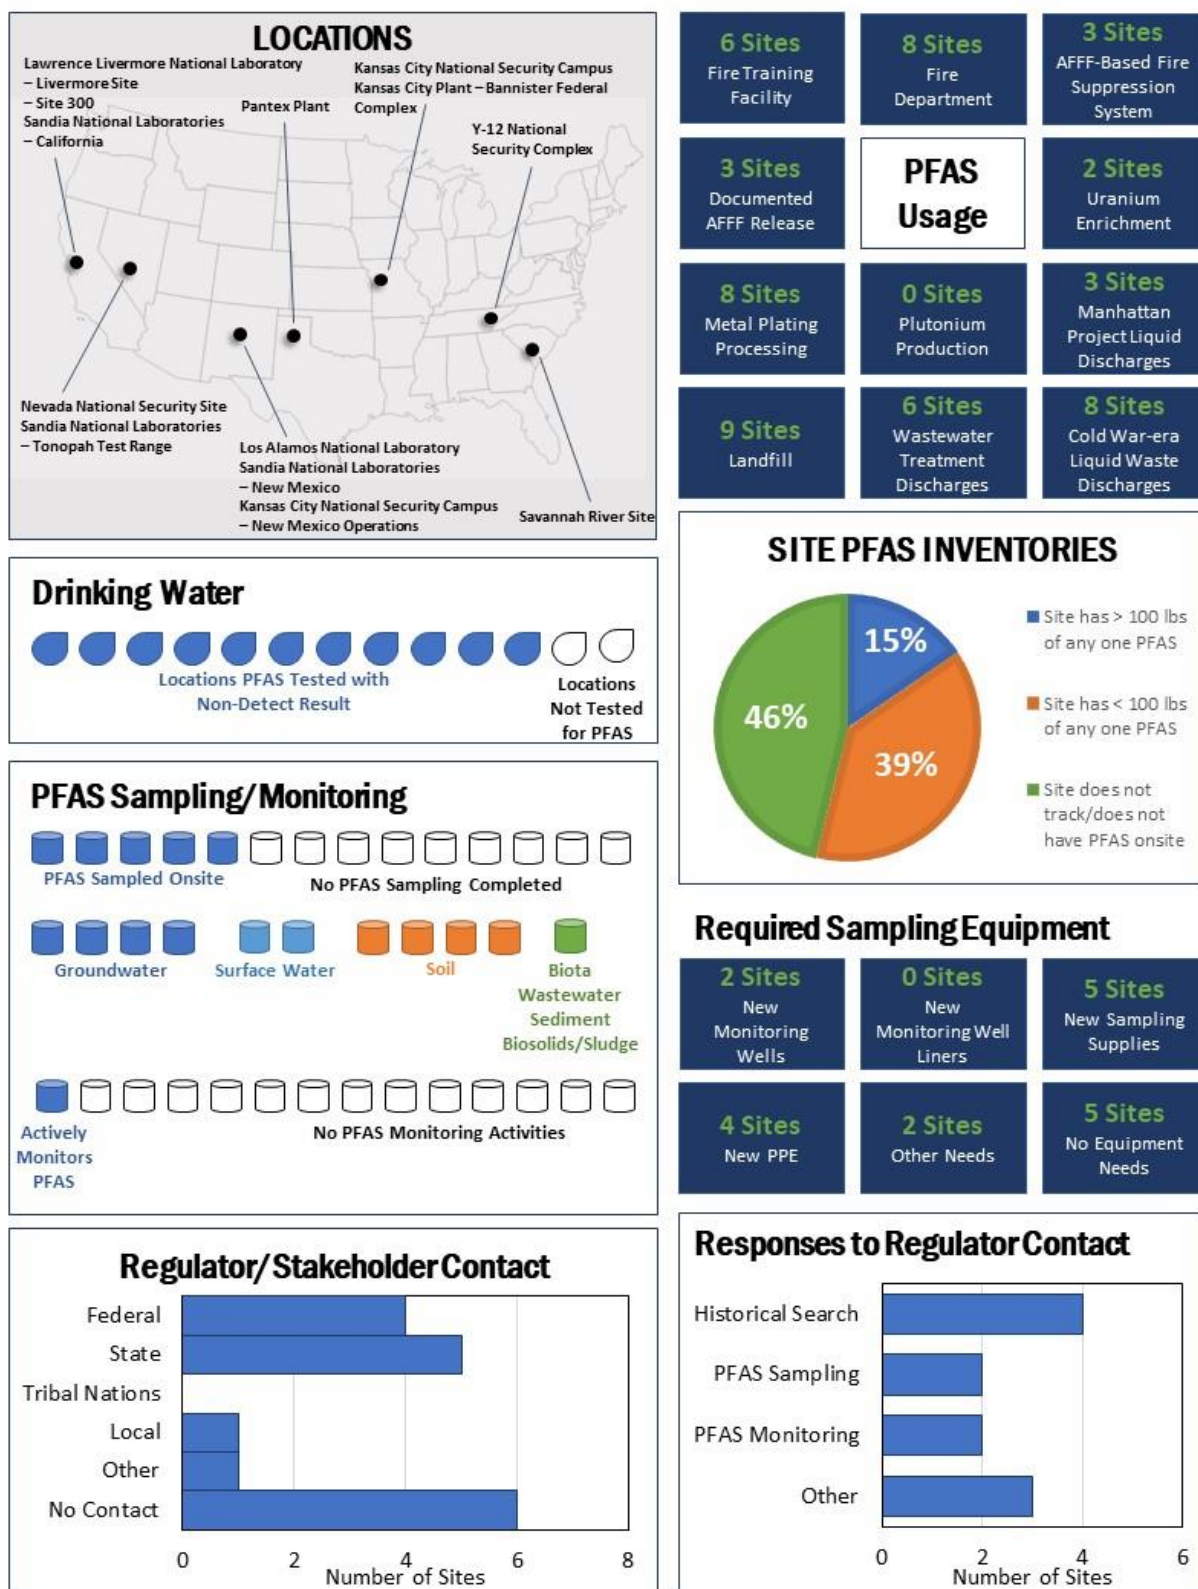 LOCATIONS
Lawrence Livermore National Laboratory
– Livermore Site
– Site 300
Sandia National Laboratories
– California
Pantex Plant
Kansas City National Security Campus
Kansas City Plant – Bannister Federal
Complex
Y-12 National
Security Complex
Nevada National Security Site
Sandia National Laboratories
– Tonopah Test Range
Los Alamos National Laboratory
Sandia National Laboratories
– New Mexico
Kansas City National Security Campus
– New Mexico Operations
Savannah River Site
6 Sites
Fire Training
Facility
8 Sites
Fire
Department
3 Sites
AFFF-Based Fire
Suppression
System
3 Sites
Documented
AFFF Release
PFAS
Usage
2 Sites
Uranium
Enrichment
8 Sites
Metal Plating
Processing
0 Sites
Plutonium
Production
3 Sites
Manhattan
Project Liquid
Discharges
9 Sites
Landfill
6 Sites
Wastewater
Treatment
Discharges
8 Sites
Cold War-era
Liquid Waste
Discharges
Drinking Water
Locations PFAS Tested with
Non-Detect Result
Locations
Not Tested
for PFAS
SITE PFAS INVENTORIES
15%
46%
39%
Site has > 100 lbs
of any one PFAS
Site has < 100 lbs
of any one PFAS
Site does not
track/does not
have PFAS onsite
PFAS Sampling/Monitoring
PFAS Sampled Onsite
No PFAS Sampling Completed
Groundwater
Surface Water
Soil
Biota
Wastewater
Sediment
Biosolids/Sludge
Actively
Monitors
PFAS
No PFAS Monitoring Activities
Required Sampling Equipment
2 Sites
New
Monitoring
Wells
0 Sites
New
Monitoring Well
Liners
5 Sites
New Sampling
Supplies
4 Sites
New PPE
2 Sites
Other Needs
5 Sites
No Equipment
Needs
Regulator/Stakeholder Contact
Federal
State
Tribal Nations
Local
Other
No Contact
0 2 4 6 8
Number of Sites
Responses to Regulator Contact
Historical Search
PFAS Sampling
PFAS Monitoring
Other
0 2 4 6
Number of Sites